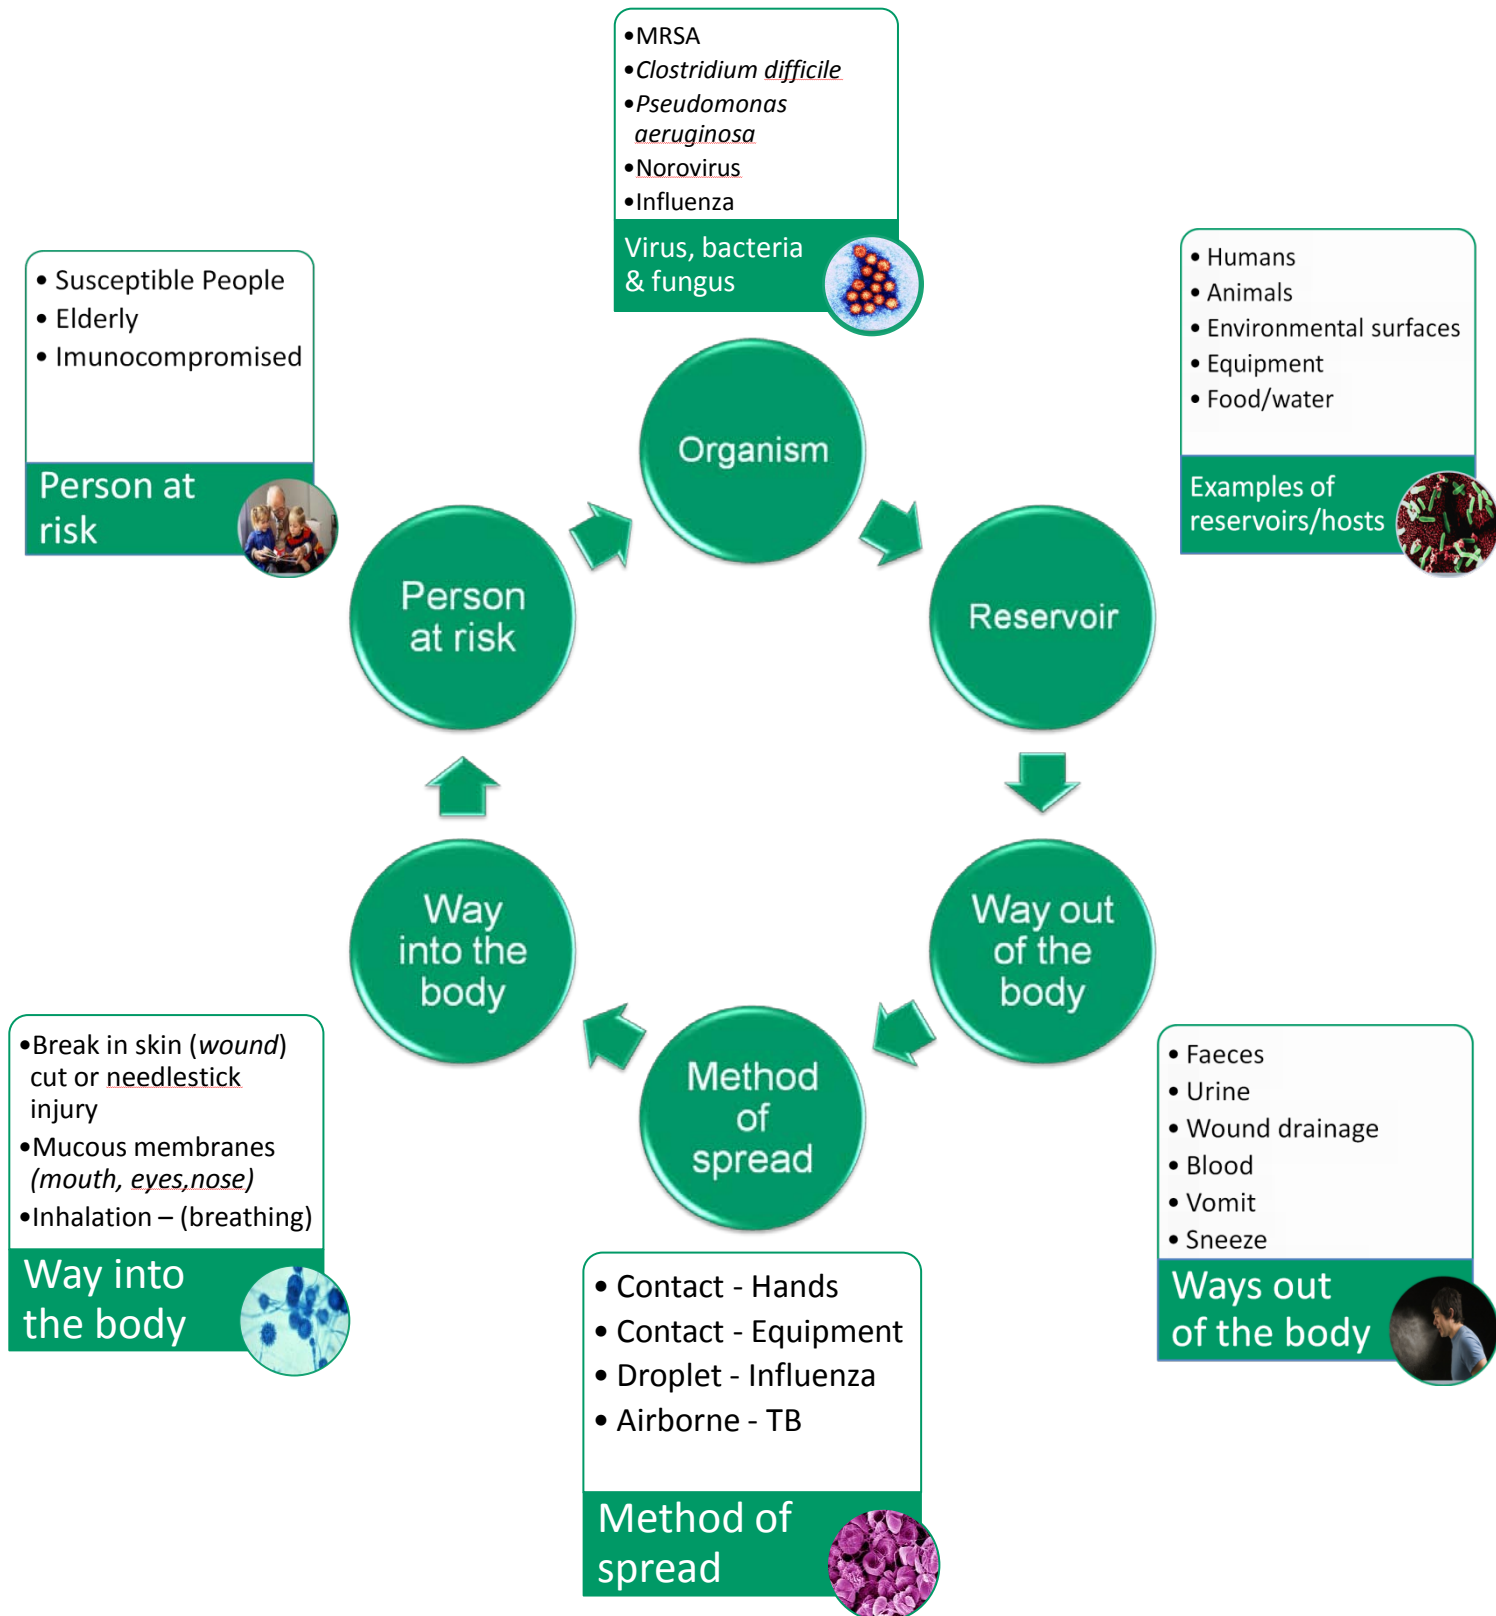 •MRSA
•Clostridium difficile
•Pseudomonas
aeruginosa
•Norovirus
•Influenza
Virus, bacteria
& fungus
• Humans
• Animals
• Environmental surfaces
• Equipment
• Food/water
Examples of
reservoirs/hosts
• Susceptible People
• Elderly
• Imunocompromised
Person at
risk
Organism
Reservoir
Way out
of the
body
Method
of
spread
Way
into the
body
Person
at risk
• Faeces
• Urine
• Wound drainage
• Blood
• Vomit
• Sneeze
Ways out
of the body
• Contact - Hands
• Contact - Equipment
• Droplet - Influenza
• Airborne - TB
Method of
spread
•Break in skin (wound)
cut or needlestick
injury
•Mucous membranes
(mouth, eyes,nose)
•Inhalation – (breathing)
Way into
the body